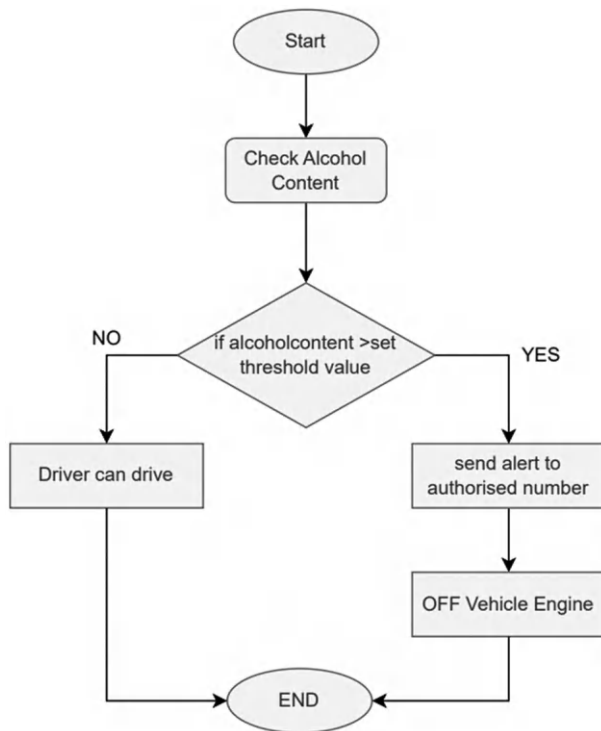 Start
Check Alcohol
Content
if alcoholcontent >set
threshold value
NO
YES
Driver can drive
send alert to
authorised number
OFF Vehicle Engine
END